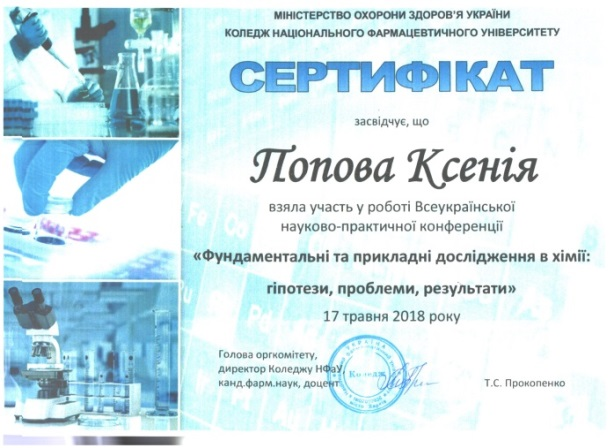 МІНІСТЕРСТВО ОХОРОНИ ЗДОРОВ'Я УКРАЇНИ
КОЛЕДЖ НАЦІОНАЛЬНОГО ФАРМАЦЕВТИЧНОГО УНІВЕРСИТЕТУ
СЕРТИФІКАТ
засвідчує, що
Попова Ксенія
взяла участь у роботі Всеукраїнської
науково-практичної конференції
«Фундаментальні та прикладні дослідження в хімії:
гіпотези, проблеми, результати»
17 травня 2018 року
Голова оргкомітету,
директор Коледжу НФаУ,
канд.фарм.наук, доцент
Коледж
Т.С. Прокопенко